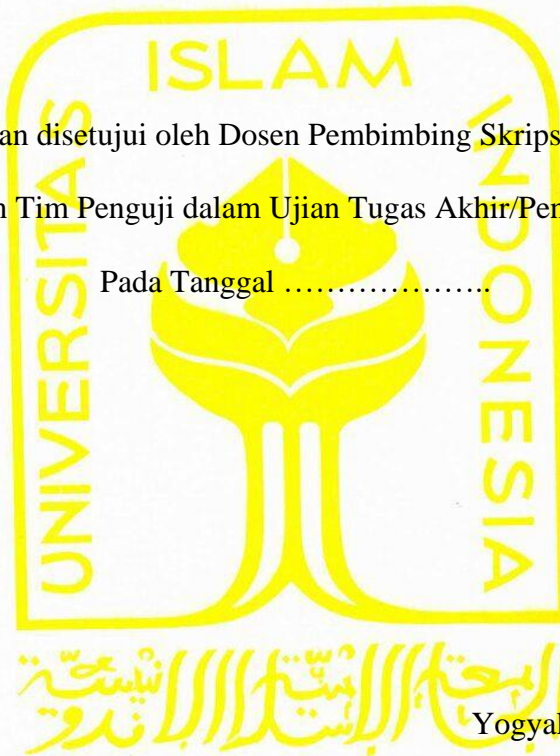 ISLAM
UNIVERSITAS
INDONESIA
an disetujui oleh Dosen Pembimbing Skrips
n Tim Penguji dalam Ujian Tugas Akhir/Pen
Pada Tanggal ………………..
Yogyal